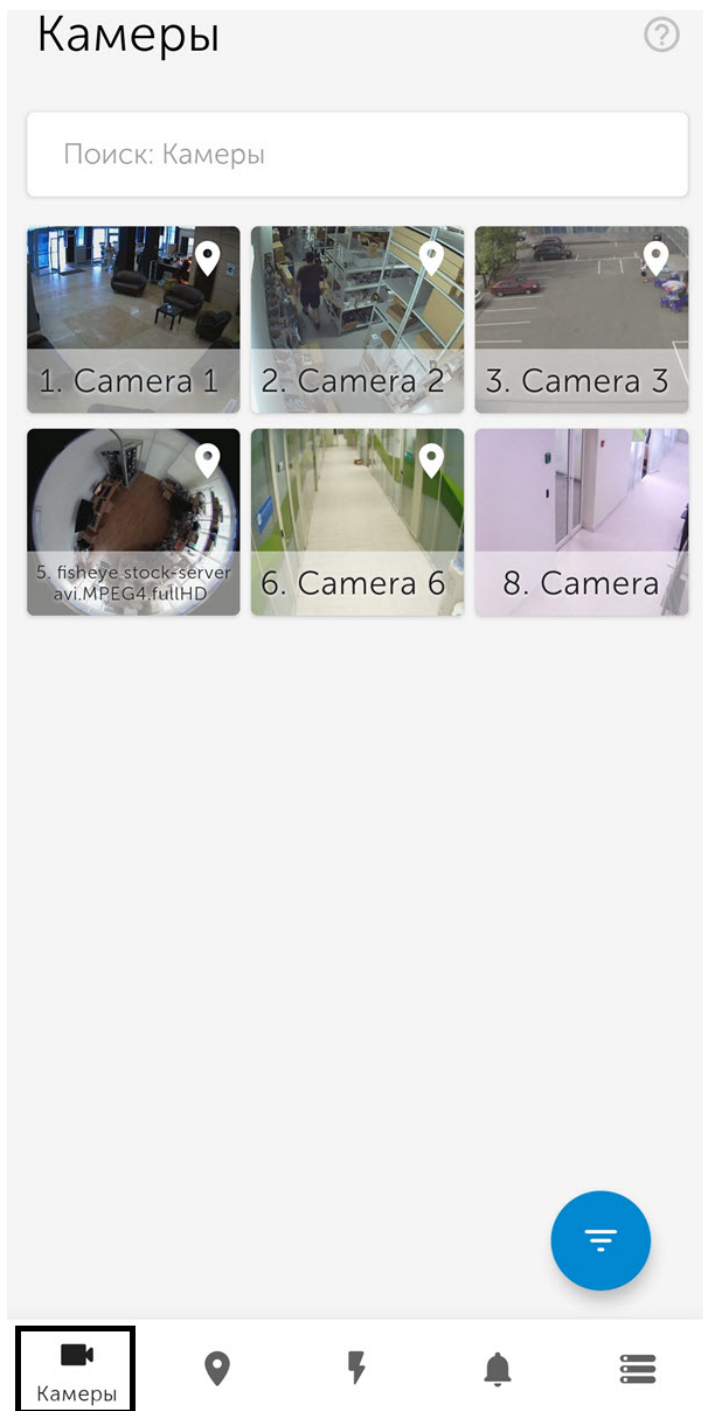 Камеры
Поиск: Камеры
1. Camera 1
2. Camera 2
3. Camera 3
5. fisheye stock-server
avi.MPEG4.fullHD
6. Camera 6
8. Camera
Камеры